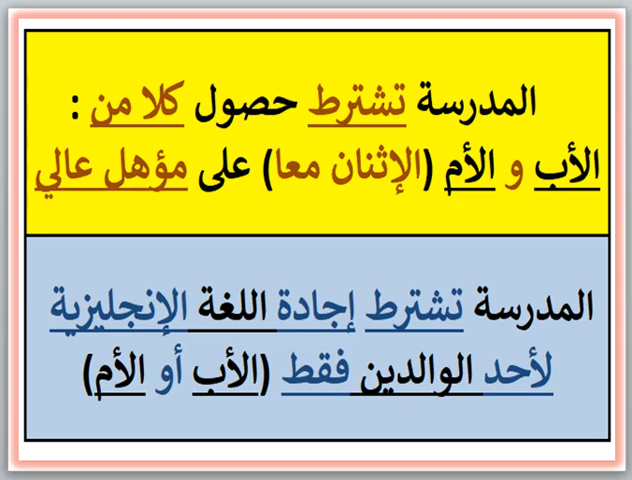 المدرسة تشترط حصول كلا من :
الأب و الأم (الإثنان معا) على مؤهل عالي
المدرسة تشترط إجادة اللغة الإنجليزية
لأحد الوالدين فقط (الأب أو الأم)